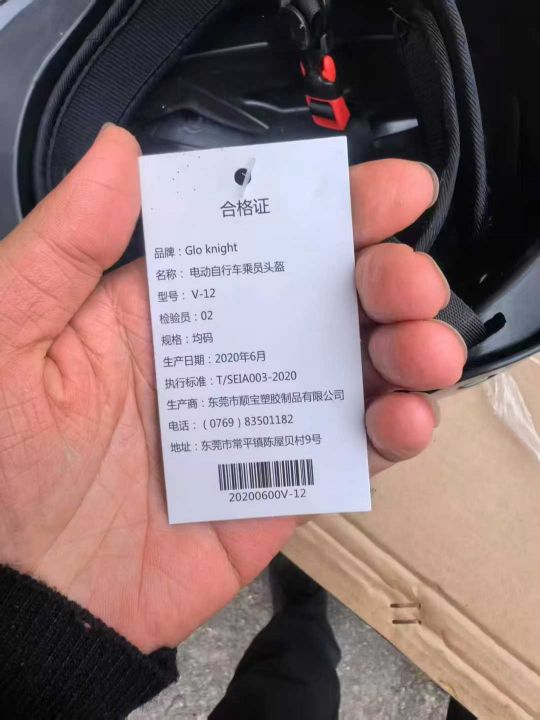 合格证
品牌：Glo knight
名称： 电动自行车乘员头盔
型号： V-12
检验员：02
规格：均码
生产日期：2020年6月
执行标准：T/SEIA003-2020
生产商：东莞市顺宝塑胶制品有限公司
电话：（0769）83501182
地址：东莞市常平镇陈屋贝村9号
20200600V-12